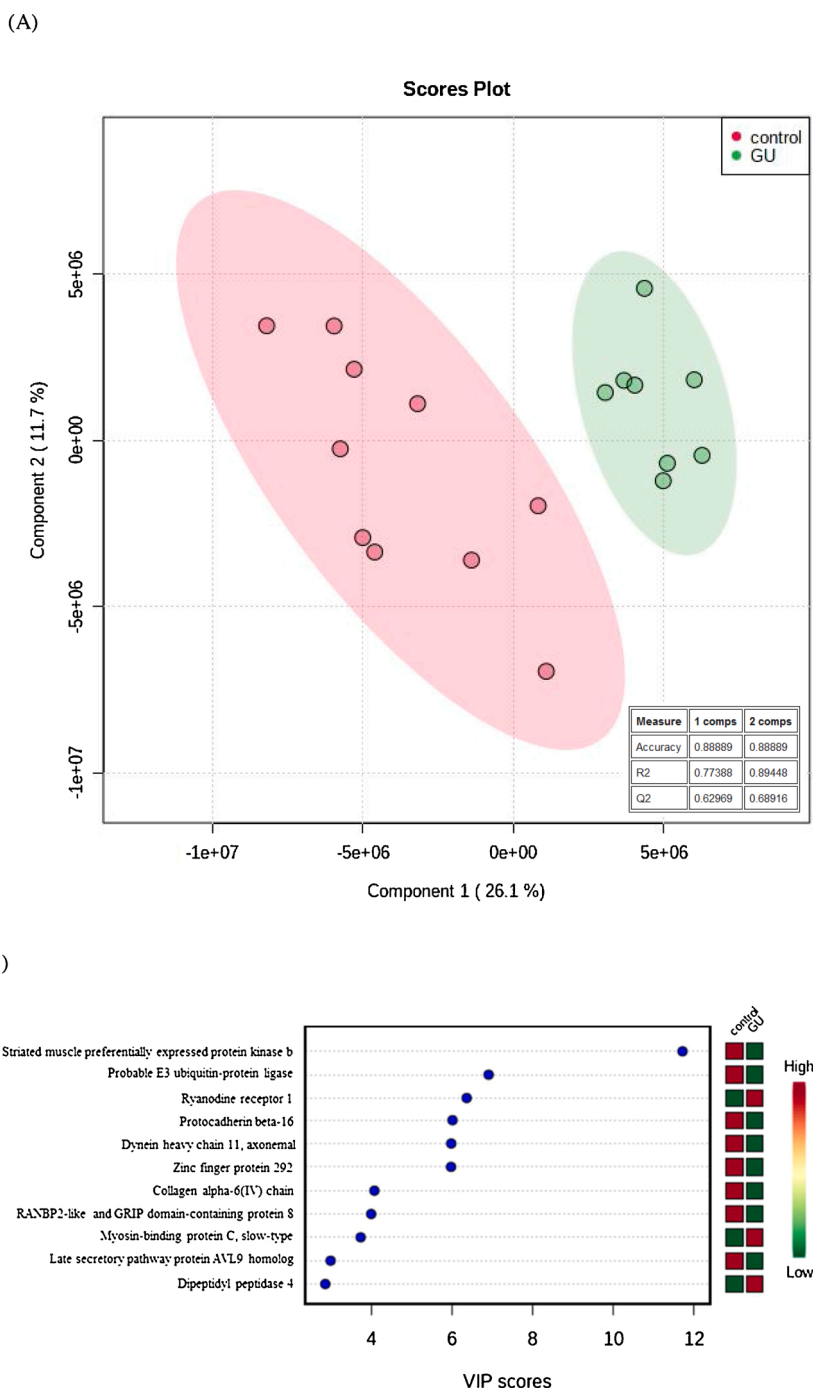 (A)
Scores Plot
control
GU
5e+06
0e+00
-5e+06
-1e+07
Component 2 ( 11.7 %)
Measure 1 comps 2 comps
Accuracy 0.88889 0.88889
R2 0.77388 0.89448
Q2 0.62969 0.68916
-1e+07 -5e+06 0e+00 5e+06
Component 1 ( 26.1 %)
)
control GU
Striated muscle preferentially expressed protein kinase b
Probable E3 ubiquitin-protein ligase
Ryanodine receptor 1
Protocadherin beta-16
Dynein heavy chain 11, axonemal
Zinc finger protein 292
Collagen alpha-6(IV) chain
RANBP2-like and GRIP domain-containing protein 8
Myosin-binding protein C, slow-type
Late secretory pathway protein AVL9 homolog
Dipeptidyl peptidase 4
High
Low
4 6 8 10 12
VIP scores